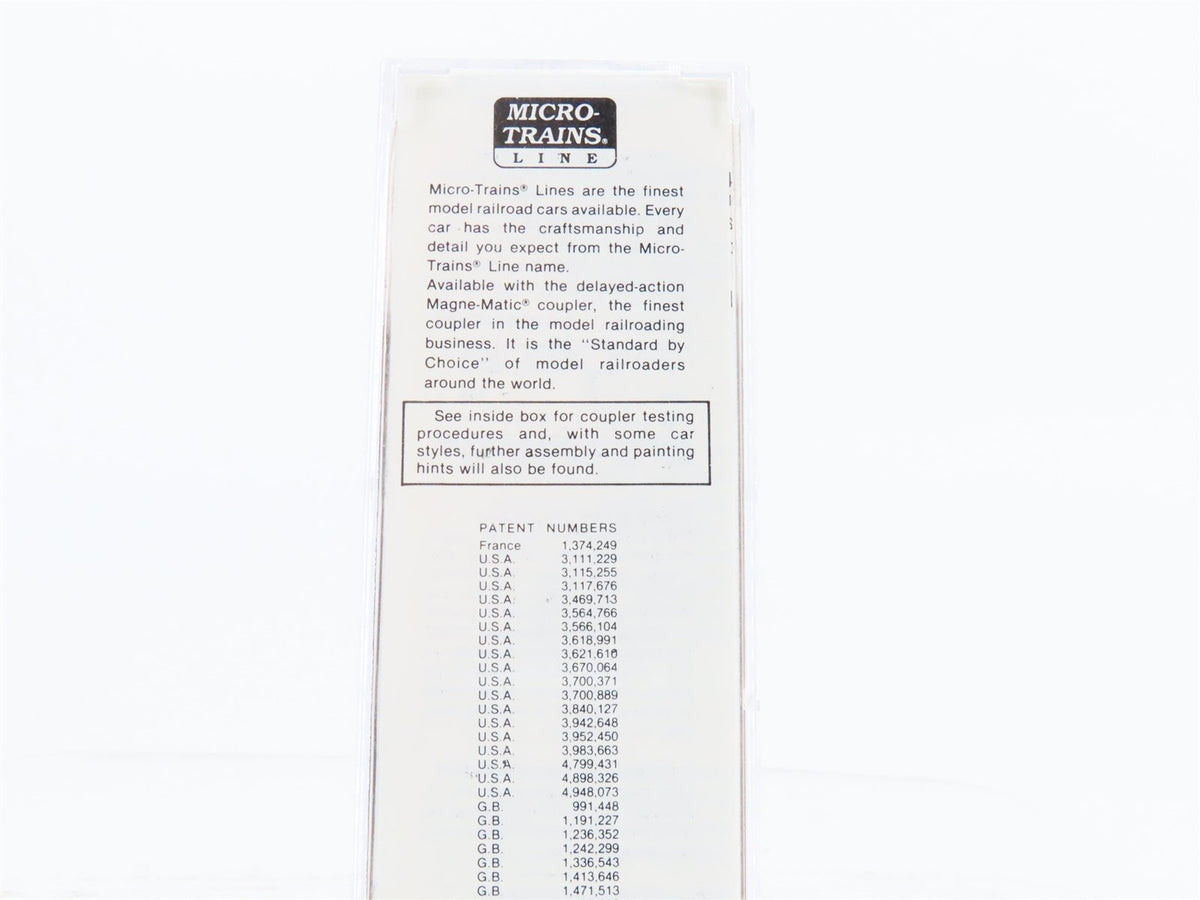 MICRO-
TRAINS®
LINE
Micro-Trains® Lines are the finest
model railroad cars available. Every
car has the craftsmanship and
detail you expect from the Micro-
Trains® Line name.
Available with the delayed-action
Magne-Matic® coupler, the finest
coupler in the model railroading
business. It is the "Standard by
Choice" of model railroaders
around the world.
See inside box for coupler testing
procedures and, with some car
styles, further assembly and painting
hints will also be found.
PATENT NUMBERS
France 1,374,249
U.S.A. 3,111,229
U.S.A. 3,115,255
U.S.A. 3,117,676
U.S.A. 3,469,713
U.S.A. 3,564,766
U.S.A. 3,566,104
U.S.A. 3,618,991
U.S.A. 3,621,610
U.S.A. 3,670,064
U.S.A. 3,700,371
U.S.A. 3,700,889
U.S.A. 3,840,127
U.S.A. 3,942,648
U.S.A. 3,952,450
U.S.A. 3,983,663
U.S.A. 4,799,431
U.S.A. 4,898,326
U.S.A. 4,948,073
G.B. 991,448
G.B. 1,191,227
G.B. 1,236,352
G.B. 1,242,299
G.B. 1,336,543
G.B. 1,413,646
G.B 1,471,513